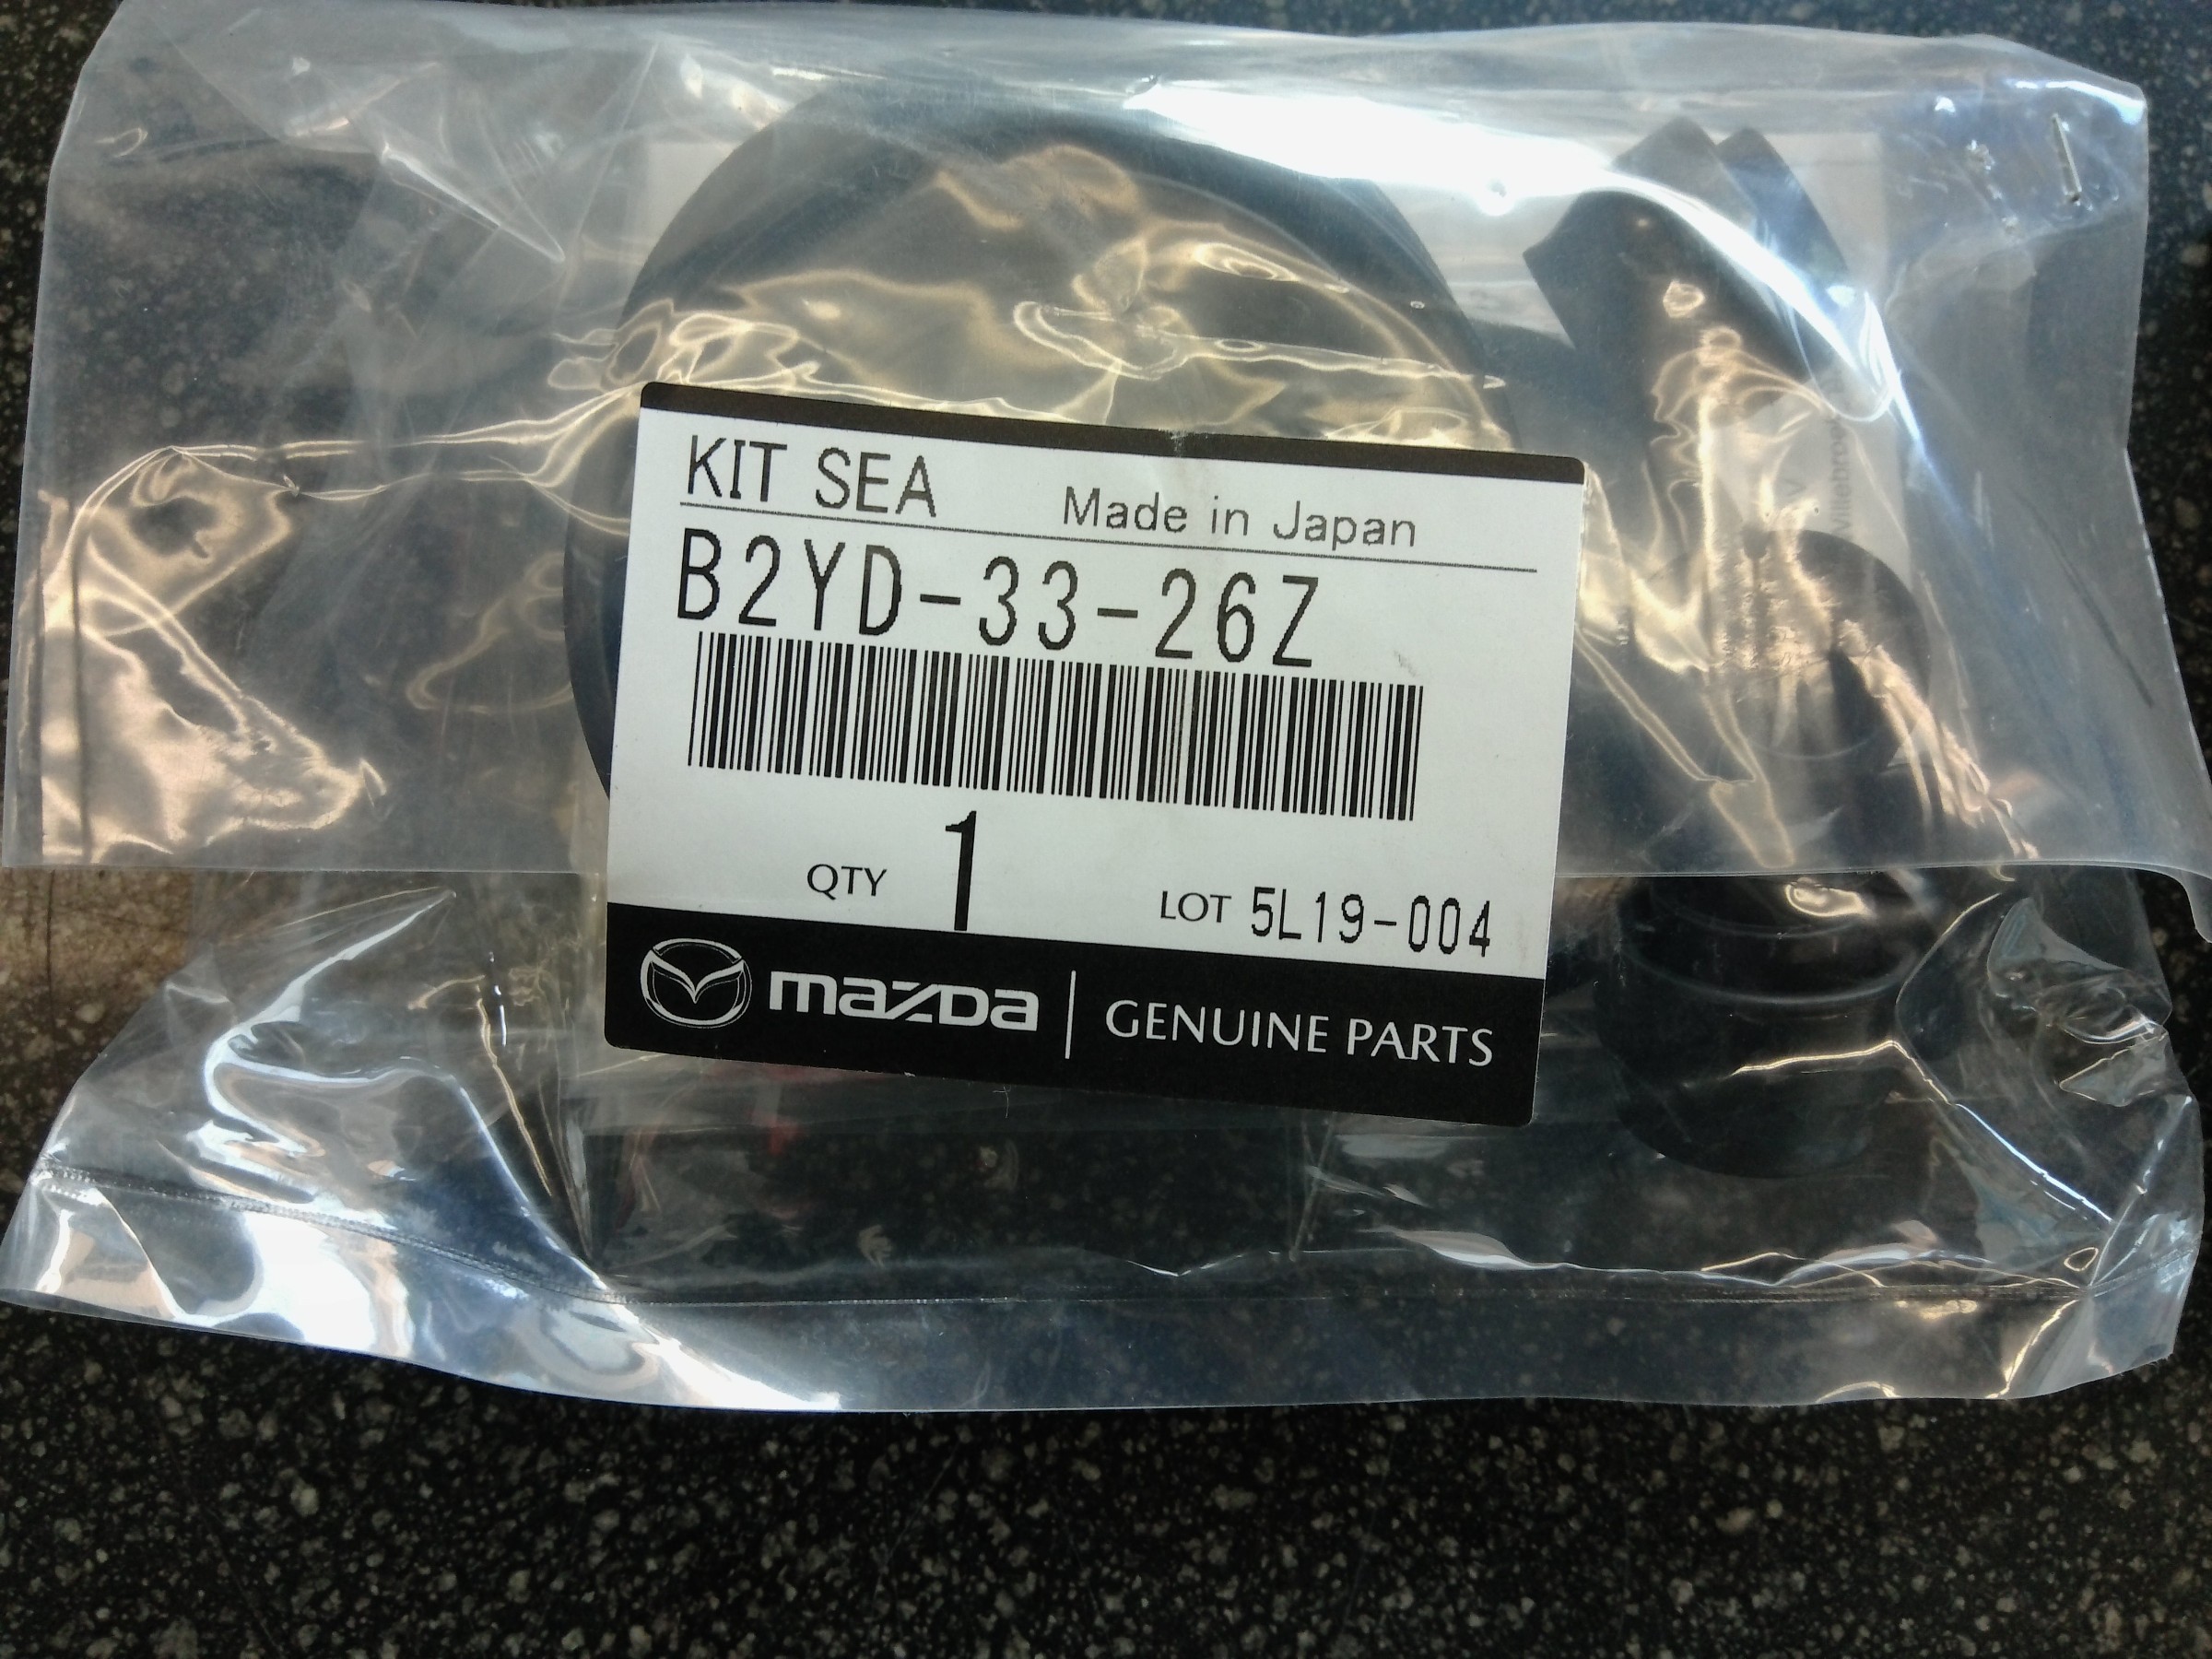 KIT SEA
Made in Japan
B2YD-33-26Z
QTY 1
LOT 5L19-004
mazda | GENUINE PARTS